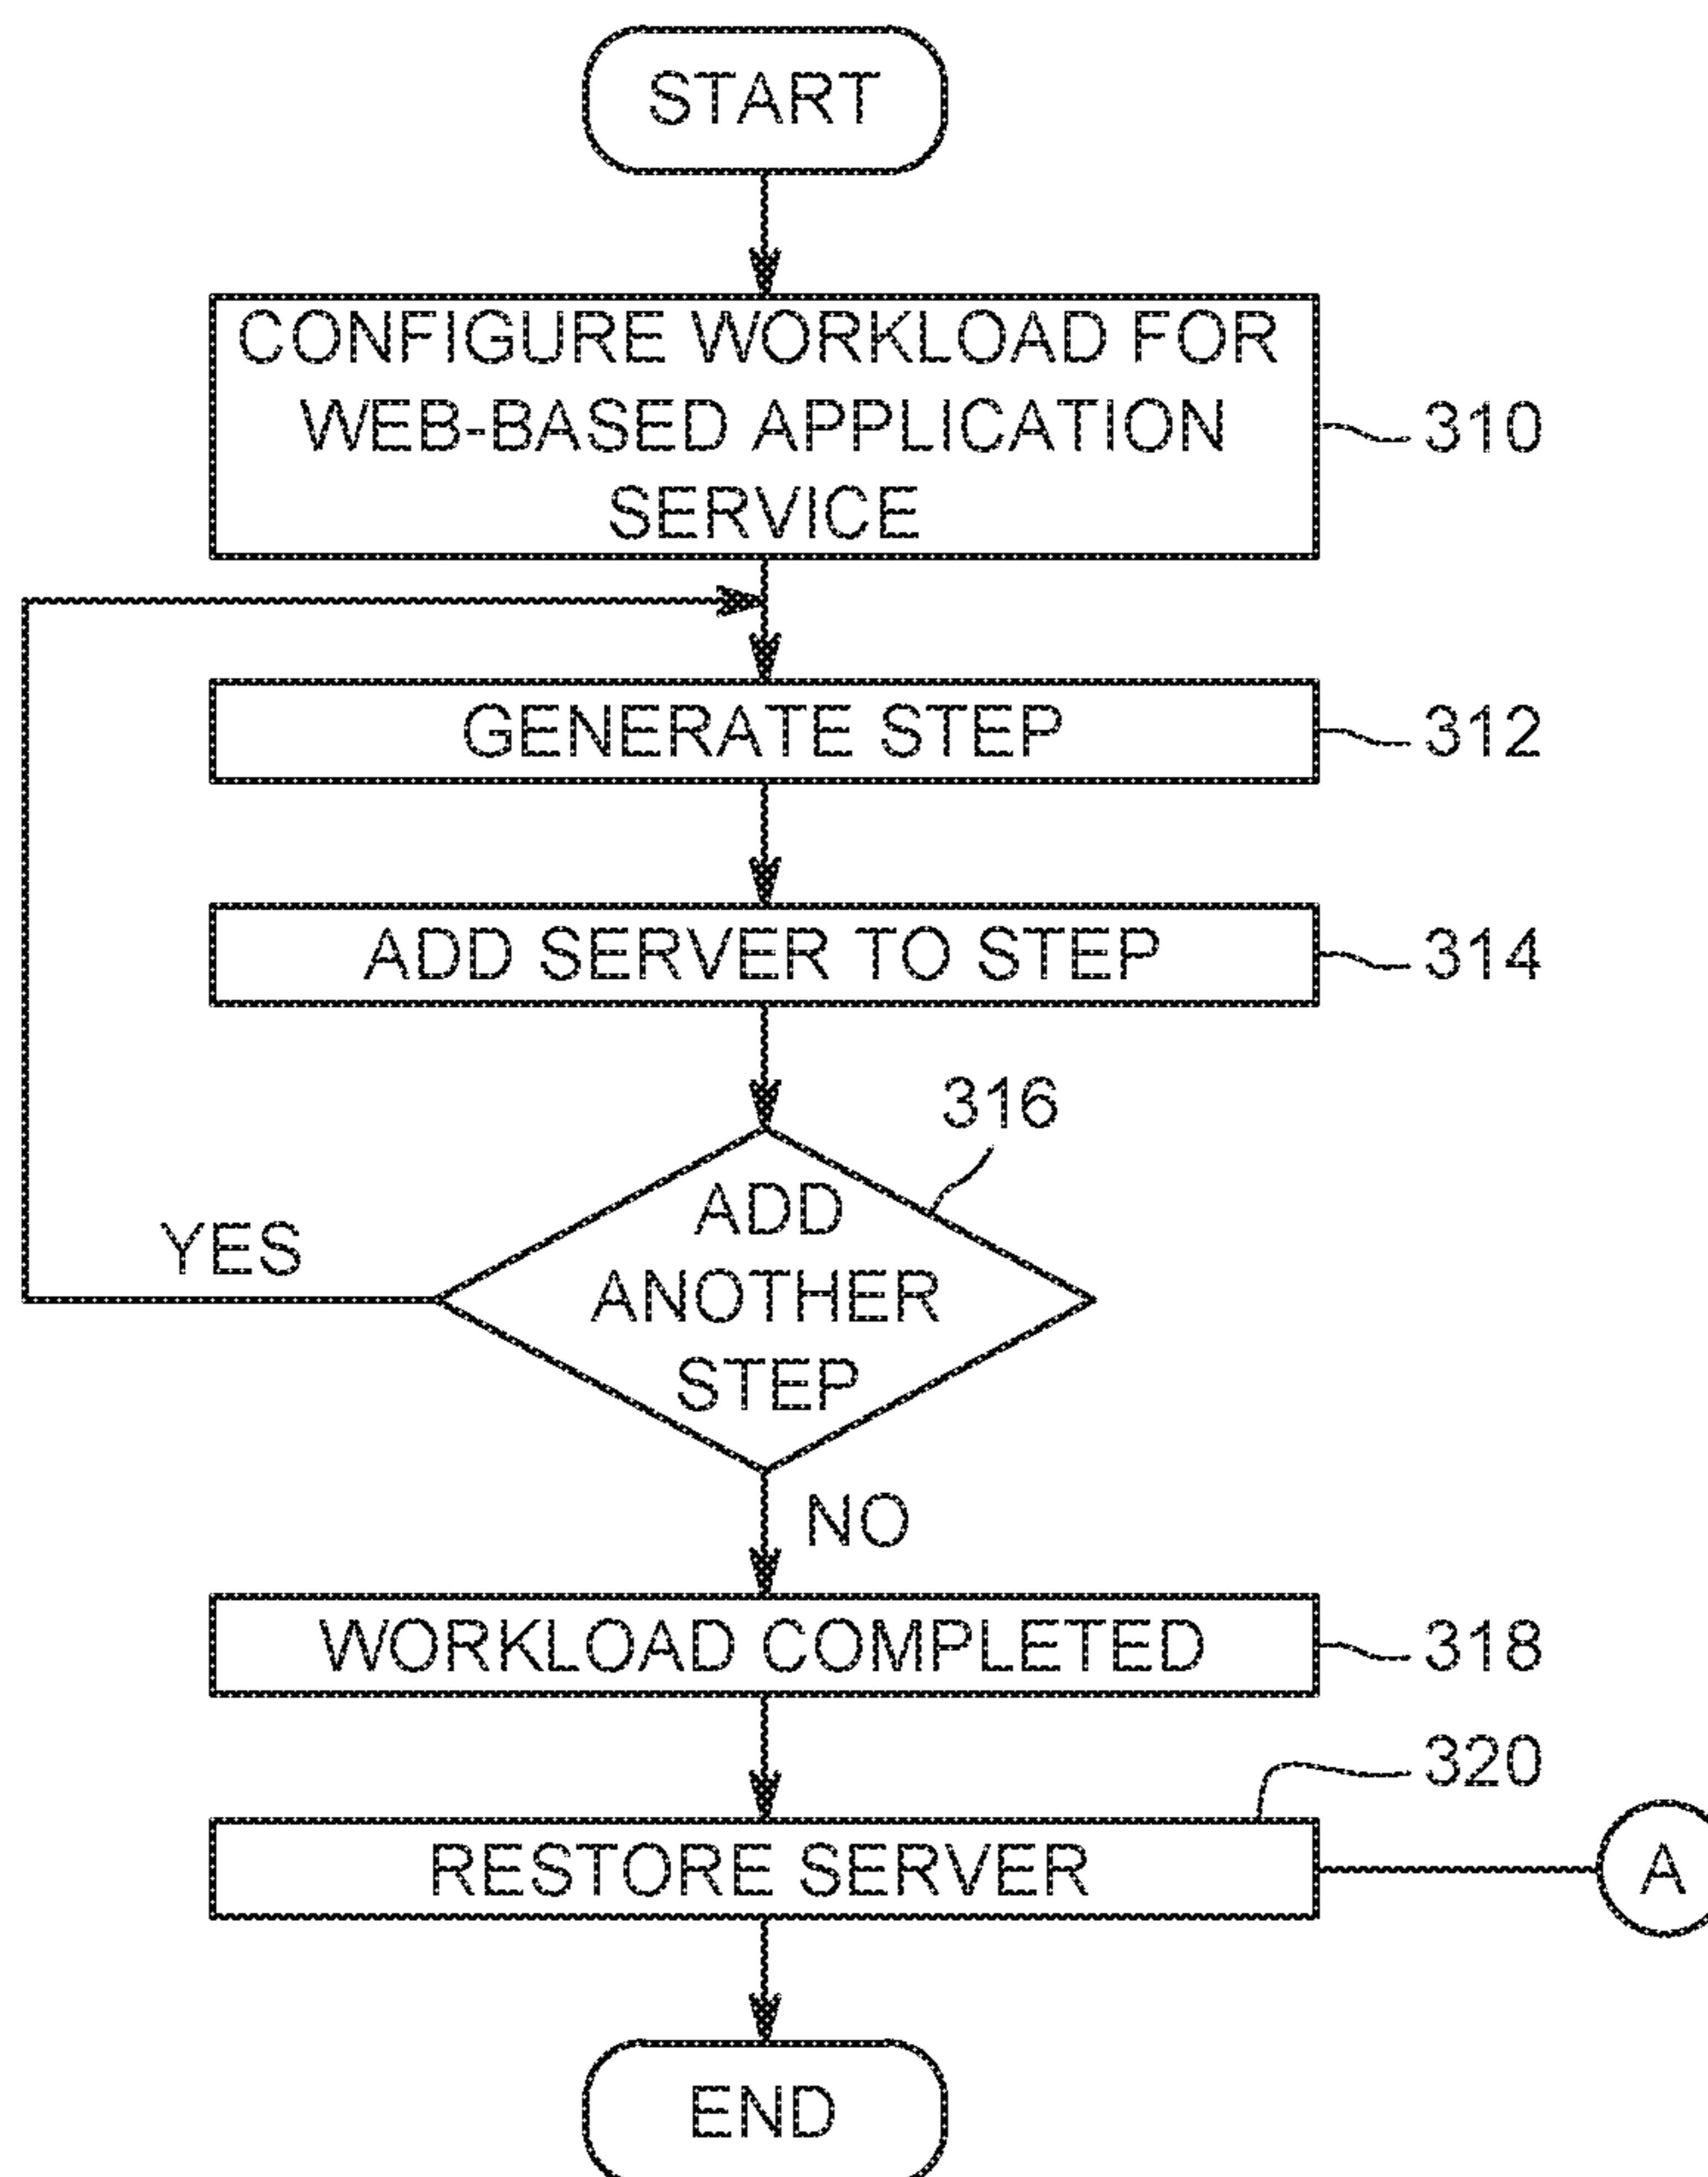 START
CONFIGURE WORKLOAD FOR
WEB-BASED APPLICATION
SERVICE
310
GENERATE STEP
312
ADD SERVER TO STEP
314
316
ADD
ANOTHER
STEP
YES
NO
WORKLOAD COMPLETED
318
320
RESTORE SERVER
A
END